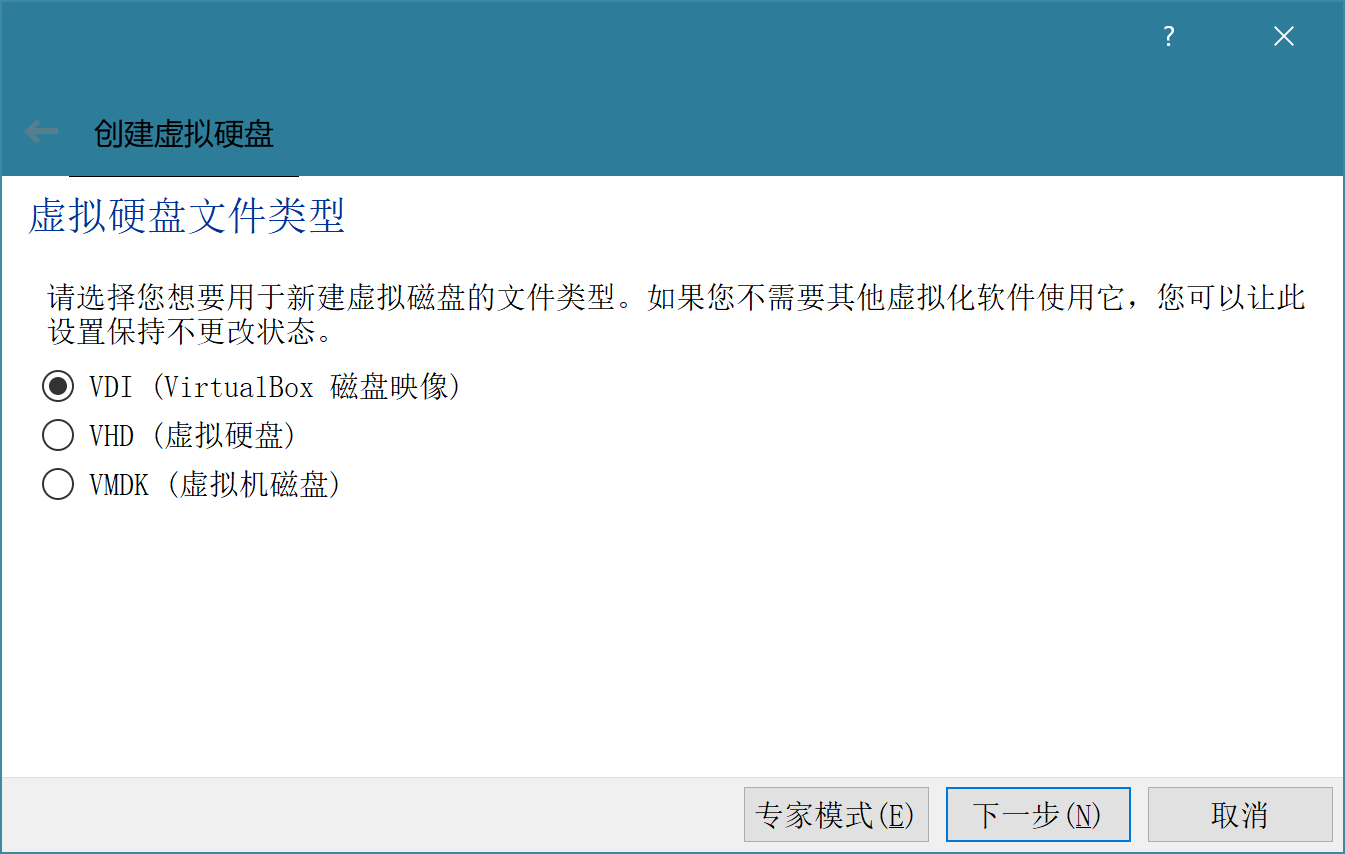 ?
创建虚拟硬盘
虚拟硬盘文件类型
请选择您想要用于新建虚拟磁盘的文件类型。如果您不需要其他虚拟化软件使用它，您可以让此
设置保持不更改状态。
VDI (VirtualBox 磁盘映像)
VHD (虚拟硬盘)
VMDK (虚拟机磁盘)
专家模式(E) 下一步(N) 取消